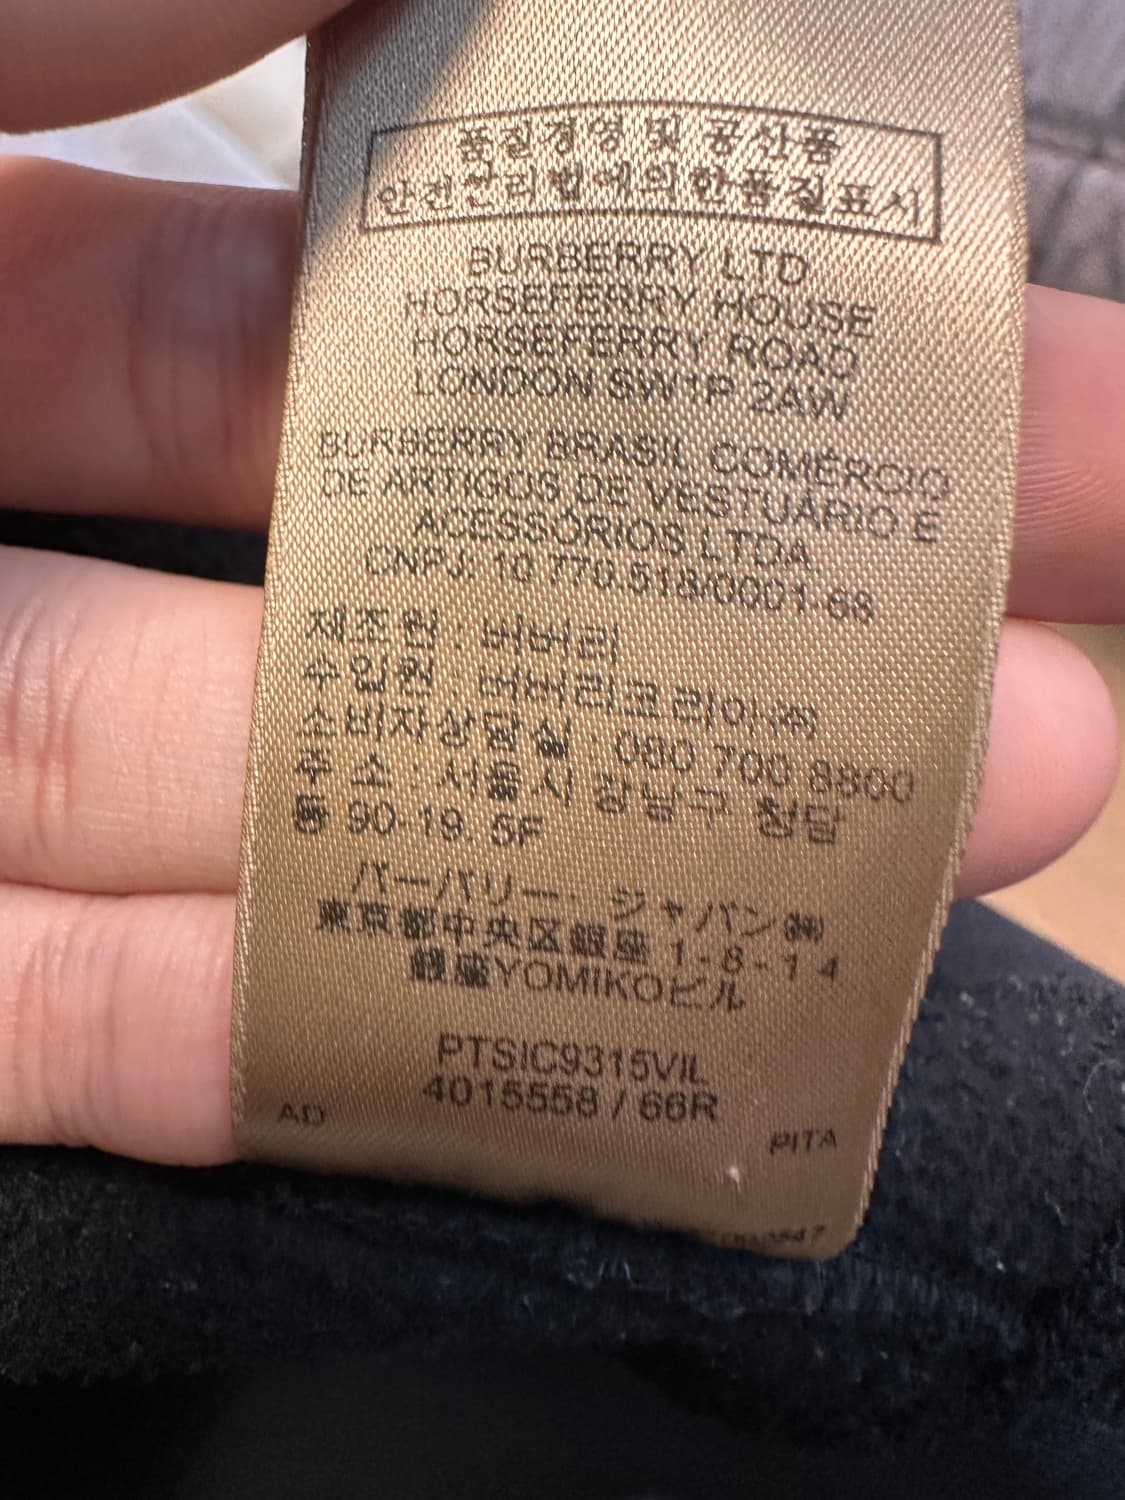 품질경영 및 공산품
안전관리법에의한품질표시
BURBERRY LTD
HORSEFERRY HOUSE
HORSEFERRY ROAD
LONDON SW1P 2AW
BURBERRY BRASIL COMÉRCIO
DE ARTIGOS DE VESTUÁRIO E
ACESSÓRIOS LTDA
CNPJ: 10 770.518/0001-68
제조원 : 버버리
수입원 : 버버리코리아㈜
소비자상담실 : 080 700 8800
주 소 : 서울시 강남구 청담
동 90-19. 5F
バーバリー・ジャパン㈱
東京都中央区銀座 1-8-14
銀座YOMIKOビル
PTSIC9315VIL
4015558 / 66R
AD
PITA